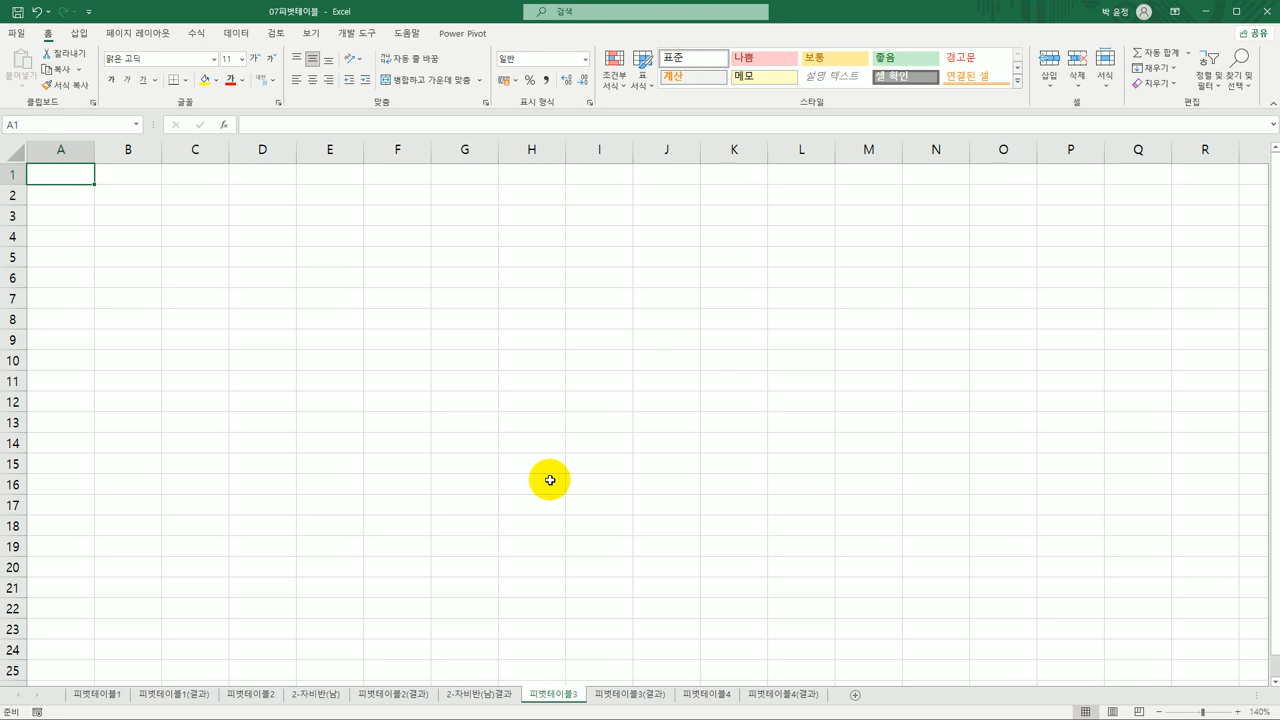 07피벗테이블 - Excel
검색
박 윤정
파일 홈 삽입 페이지 레이아웃 수식 데이터 검토 보기 개발 도구 도움말 Power Pivot
공유
붙여넣기
잘라내기
복사
서식 복사
클립보드
맑은 고딕 11
가 가 가
글꼴
자동 줄 바꿈
병합하고 가운데 맞춤
맞춤
일반
표시 형식
조건부 서식
표 서식
표준 나쁨 보통 좋음 경고문
계산 메모 설명 텍스트 셀 확인 연결된 셀
스타일
삽입 삭제 서식
셀
자동 합계
채우기
지우기
정렬 및 필터
찾기 및 선택
편집
A1
fx
A B C D E F G H I J K L M N O P Q R
1
2
3
4
5
6
7
8
9
10
11
12
13
14
15
16
17
18
19
20
21
22
23
24
25
피벗테이블1 피벗테이블1(결과) 피벗테이블2 2-자비반(남) 피벗테이블2(결과) 2-자비반(남)결과 피벗테이블3 피벗테이블3(결과) 피벗테이블4 피벗테이블4(결과)
준비
140%